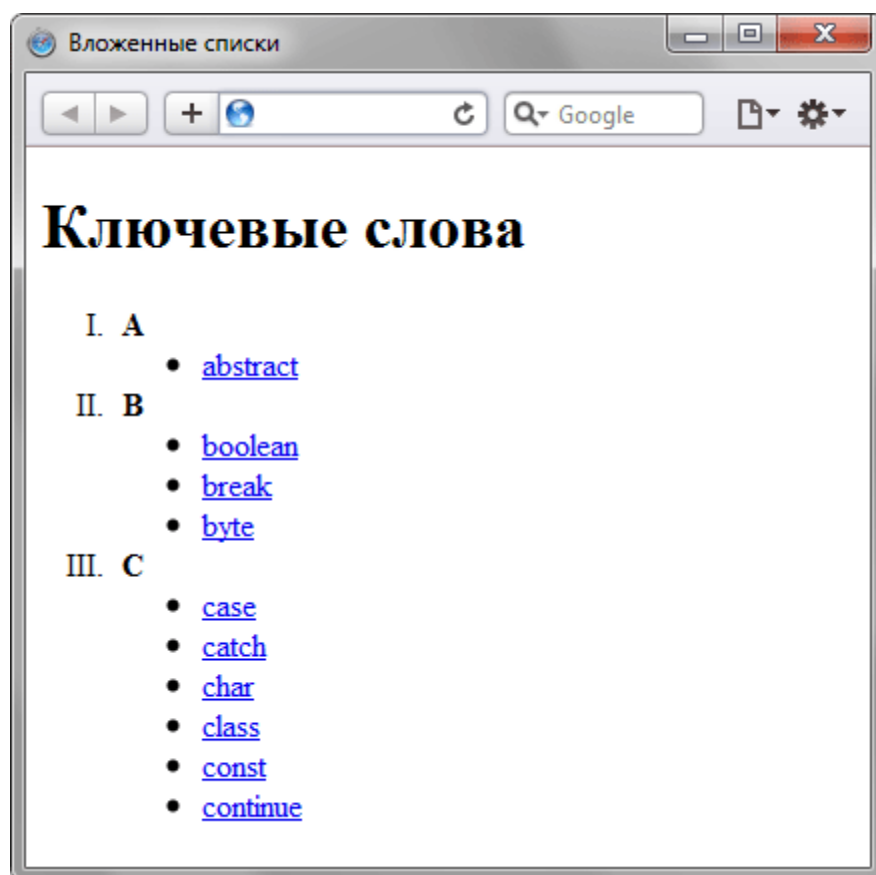 Вложенные списки
Google
Ключевые слова
I. A
• abstract
II. B
• boolean
• break
• byte
III. C
• case
• catch
• char
• class
• const
• continue